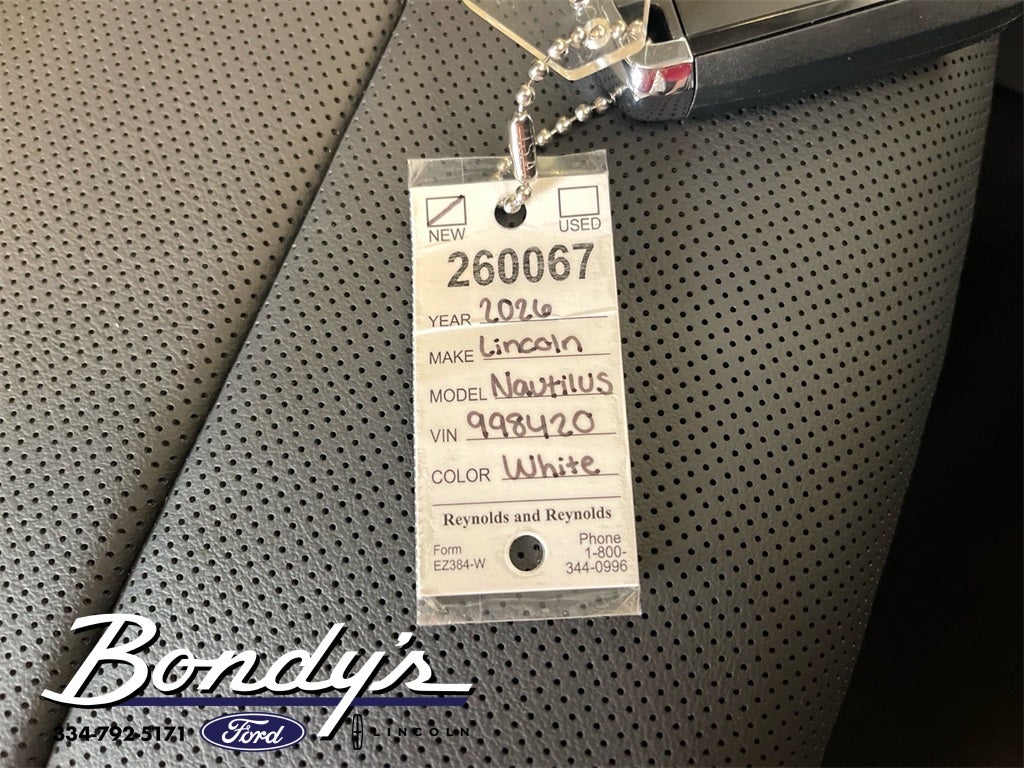 NEW USED
260067
YEAR 2026
MAKE Lincoln
MODEL Nautilus
VIN 998420
COLOR White
Reynolds and Reynolds
Form
EZ384-W
Phone
1-800-
344-0996
Bondy's
334-792-5171 Ford LINCOLN